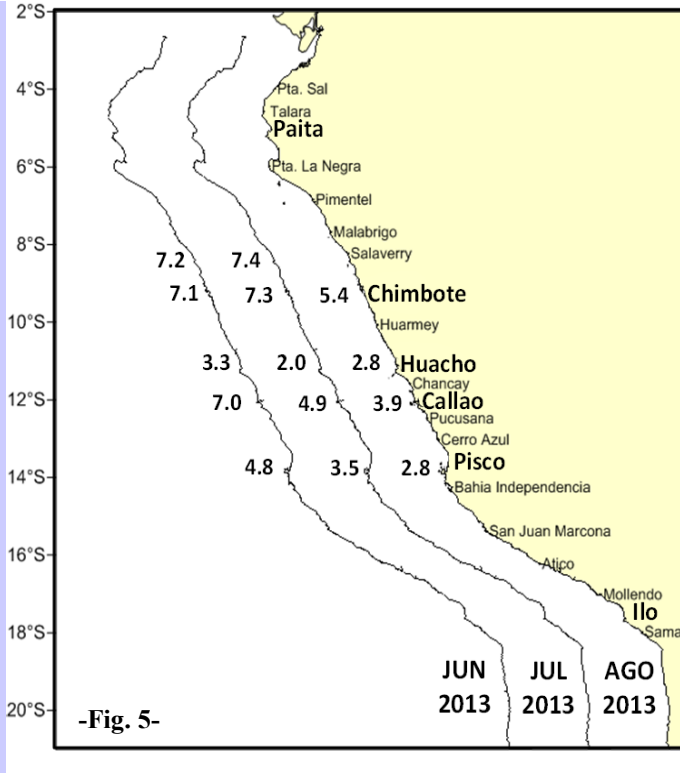 2°S
4°S
Pta. Sal
Talara
Paita
6°S
Pta. La Negra
Pimentel
Malabrigo
8°S
Salaverry
7.2 7.4
7.1 7.3 5.4 Chimbote
10°S
Huarmey
3.3 2.0 2.8 Huacho
Chancay
12°S
7.0 4.9 3.9 Callao
Pucusana
Cerro Azul
4.8 3.5 2.8 Pisco
14°S
Bahia Independencia
San Juan Marcona
16°S
Atico
Mollendo
Ilo
18°S
Sama
JUN JUL AGO
2013 2013 2013
20°S
-Fig. 5-